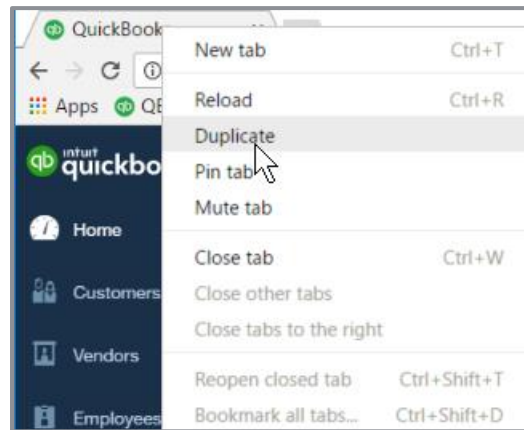 QuickBook
New tab Ctrl+T
Reload Ctrl+R
Apps QB
Duplicate
intuit
quickbo
Pin tab
Mute tab
Home
Close tab Ctrl+W
Customers
Close other tabs
Close tabs to the right
Vendors
Reopen closed tab Ctrl+Shift+T
Employees
Bookmark all tabs... Ctrl+Shift+D